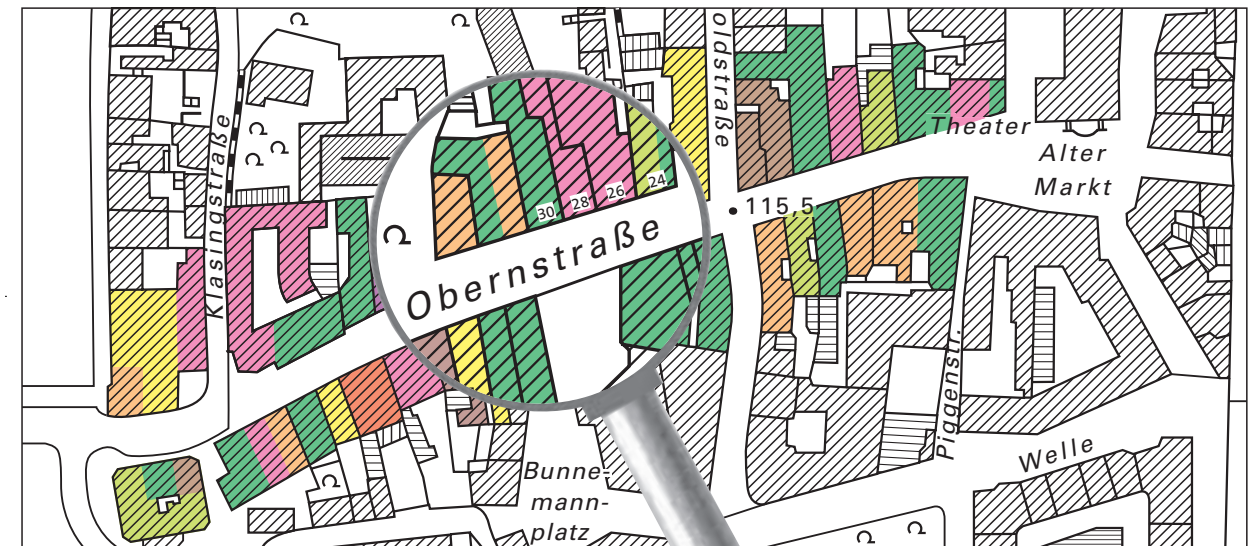 Klasingstraße
oldstraße
Theater
Alter
Markt
115,5
30
28
26
24
Obernstraße
Piggenstr.
Welle
Bunne-
mann-
platz